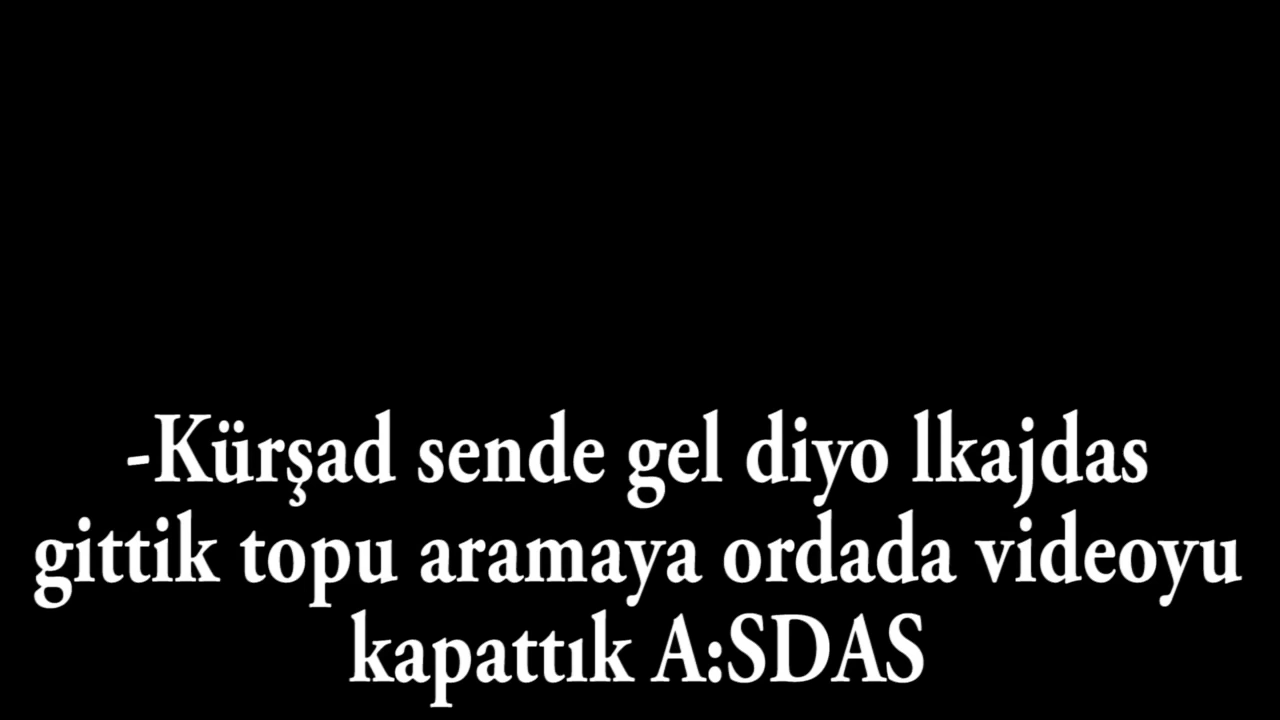 -Kürşad sende gel diyo lkajdas
gittik topu aramaya ordada videoyu
kapattık A:SDAS